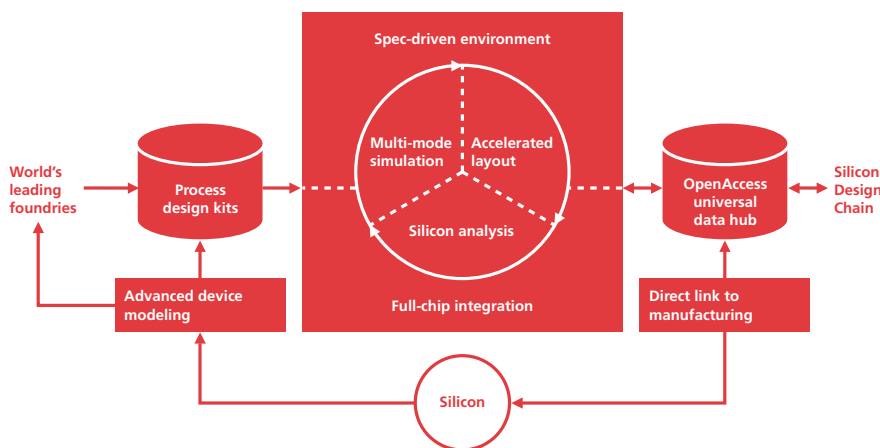 Spec-driven environment
Multi-mode
simulation
Accelerated
layout
World's
leading
foundries
Process
design kits
OpenAccess
universal
data hub
Silicon
Design
Chain
Silicon analysis
Advanced device
modeling
Full-chip integration
Direct link to
manufacturing
Silicon